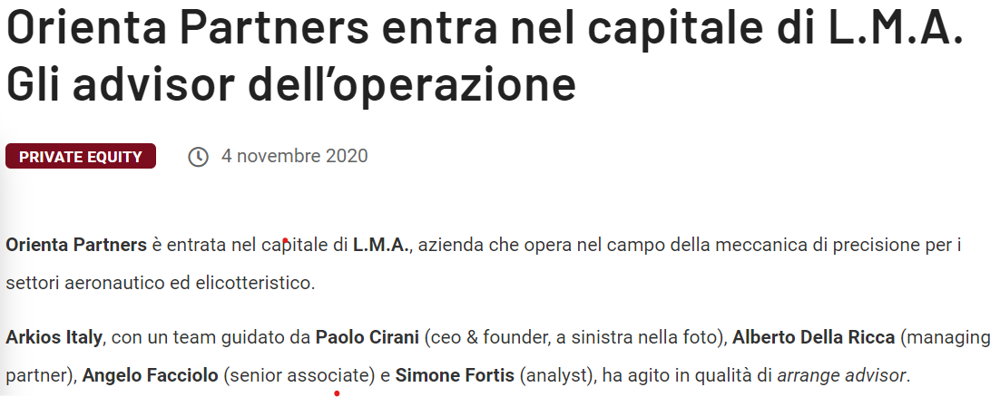 Orienta Partners entra nel capitale di L.M.A.
Gli advisor dell’operazione
PRIVATE EQUITY 4 novembre 2020
Orienta Partners è entrata nel capitale di L.M.A., azienda che opera nel campo della meccanica di precisione per i
settori aeronautico ed elicotteristico.
Arkios Italy, con un team guidato da Paolo Cirani (ceo & founder, a sinistra nella foto), Alberto Della Ricca (managing
partner), Angelo Facciolo (senior associate) e Simone Fortis (analyst), ha agito in qualità di arrange advisor.